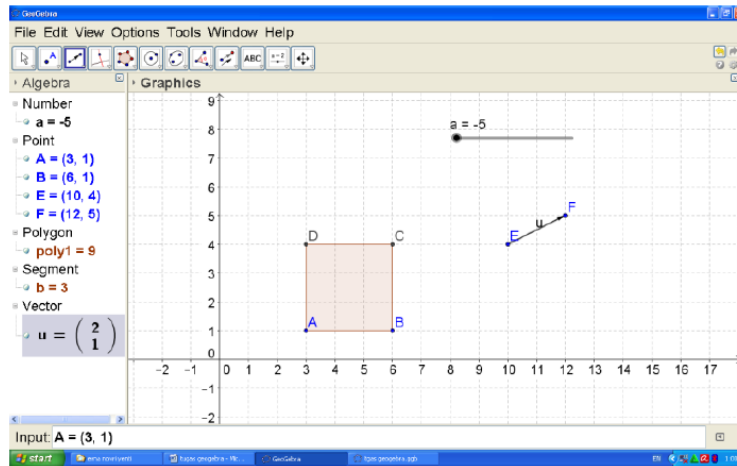 GeoGebra
File Edit View Options Tools Window Help
ABC
Algebra
Graphics
Number
a = -5
Point
A = (3, 1)
B = (6, 1)
E = (10, 4)
F = (12, 5)
Polygon
poly1 = 9
Segment
b = 3
Vector
u = ( 2 1 )
9
8
7
6
5
4
3
2
1
0
-1
-2
a = -5
F
u
E
D
C
A
B
-2 -1 0 1 2 3 4 5 6 7 8 9 10 11 12 13 14 15 16 17
Input: A = (3, 1)
start
GeoGebra
EN